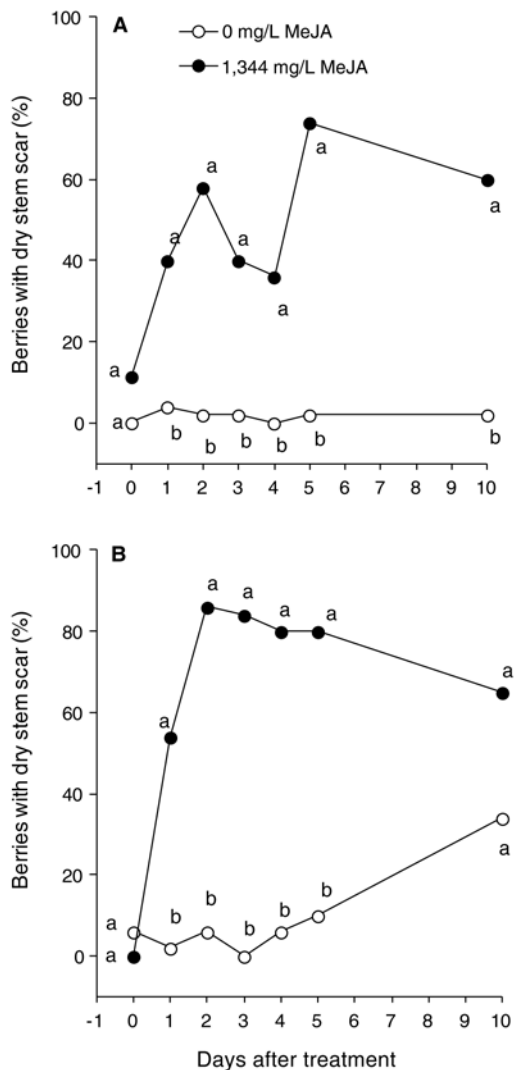 A
0 mg/L MeJA
1,344 mg/L MeJA
Berries with dry stem scar (%)
100
80
60
40
20
0
a a a a a a a
a b b b b b b
-1 0 1 2 3 4 5 6 7 8 9 10
B
Berries with dry stem scar (%)
100
80
60
40
20
0
a a a a a a
a b b b b b a
a
-1 0 1 2 3 4 5 6 7 8 9 10
Days after treatment